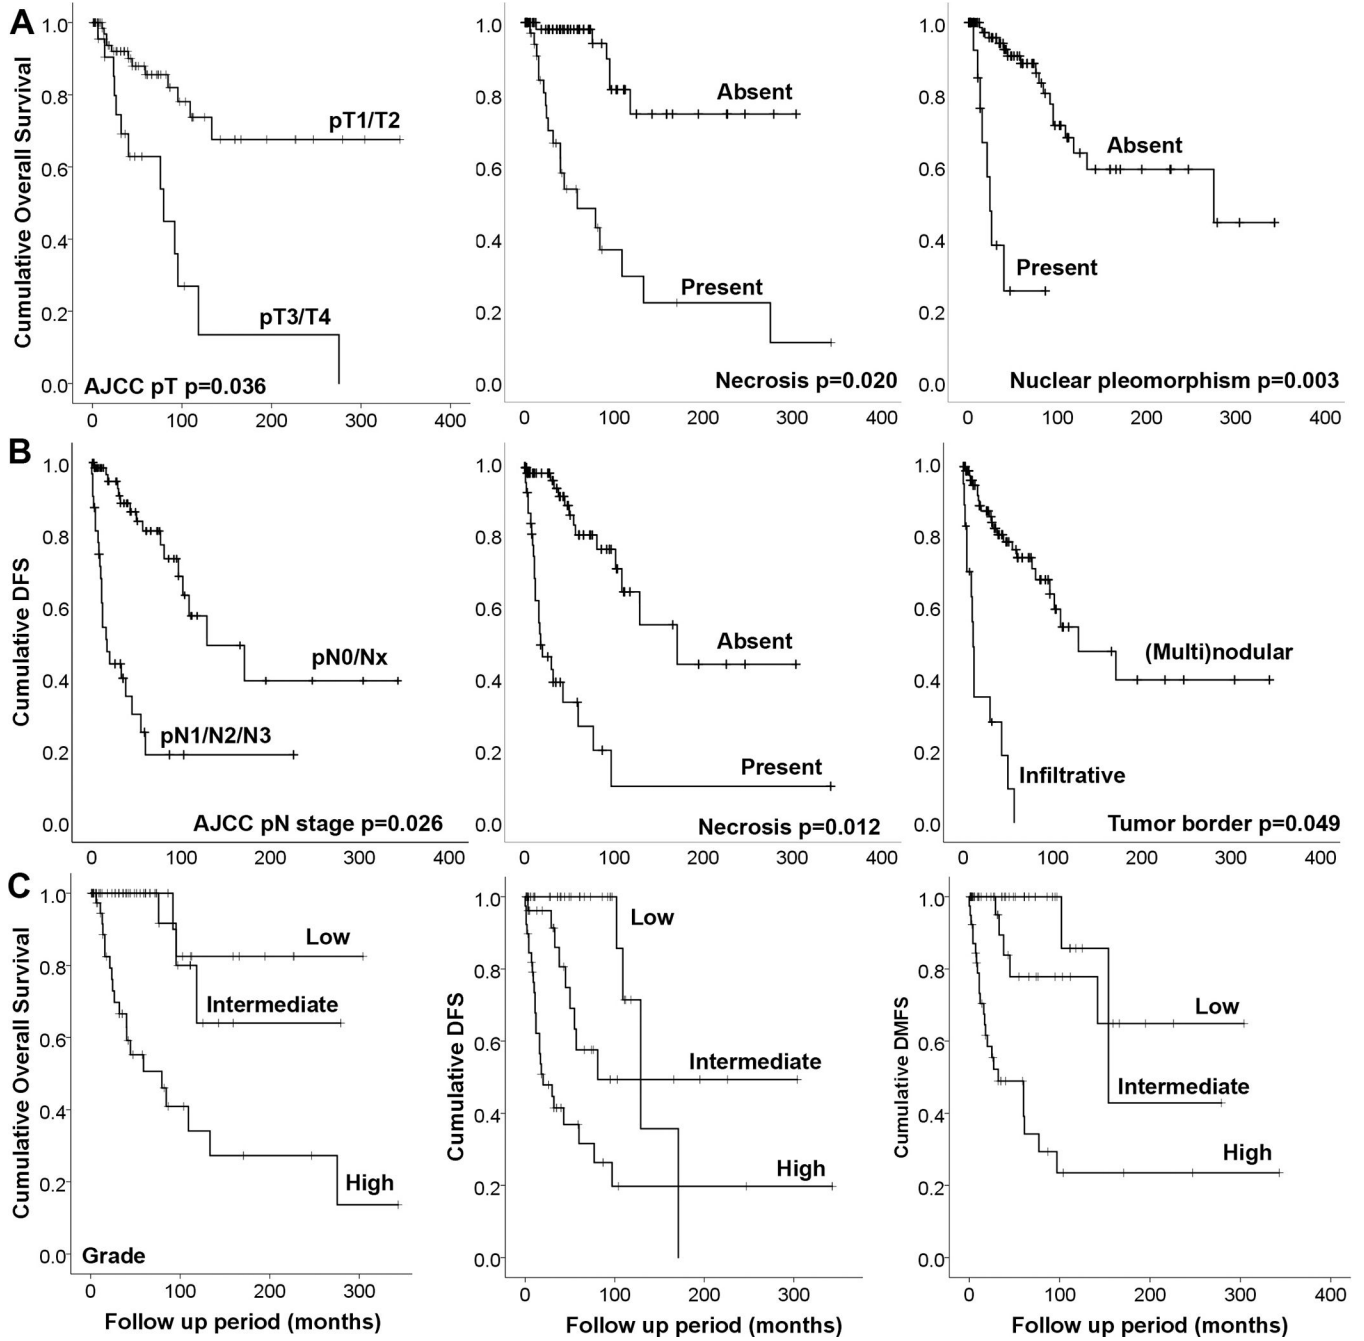 A
Cumulative Overall Survival
1.0
0.8
0.6
0.4
0.2
0.0
pT1/T2
pT3/T4
AJCC pT p=0.036
0 100 200 300 400
1.0
0.8
0.6
0.4
0.2
0.0
Absent
Present
Necrosis p=0.020
0 100 200 300 400
1.0
0.8
0.6
0.4
0.2
0.0
Absent
Present
Nuclear pleomorphism p=0.003
0 100 200 300 400
B
Cumulative DFS
1.0
0.8
0.6
0.4
0.2
0.0
pN0/Nx
pN1/N2/N3
AJCC pN stage p=0.026
0 100 200 300 400
1.0
0.8
0.6
0.4
0.2
0.0
Absent
Present
Necrosis p=0.012
0 100 200 300 400
1.0
0.8
0.6
0.4
0.2
0.0
(Multi)nodular
Infiltrative
Tumor border p=0.049
0 100 200 300 400
C
Cumulative Overall Survival
1.0
0.8
0.6
0.4
0.2
0.0
Low
Intermediate
High
Grade
0 100 200 300
Follow up period (months)
Cumulative DFS
1.0
0.8
0.6
0.4
0.2
0.0
Low
Intermediate
High
0 100 200 300
Follow up period (months)
Cumulative DMFS
1.0
0.8
0.6
0.4
0.2
0.0
Low
Intermediate
High
0 100 200 300 400
Follow up period (months)